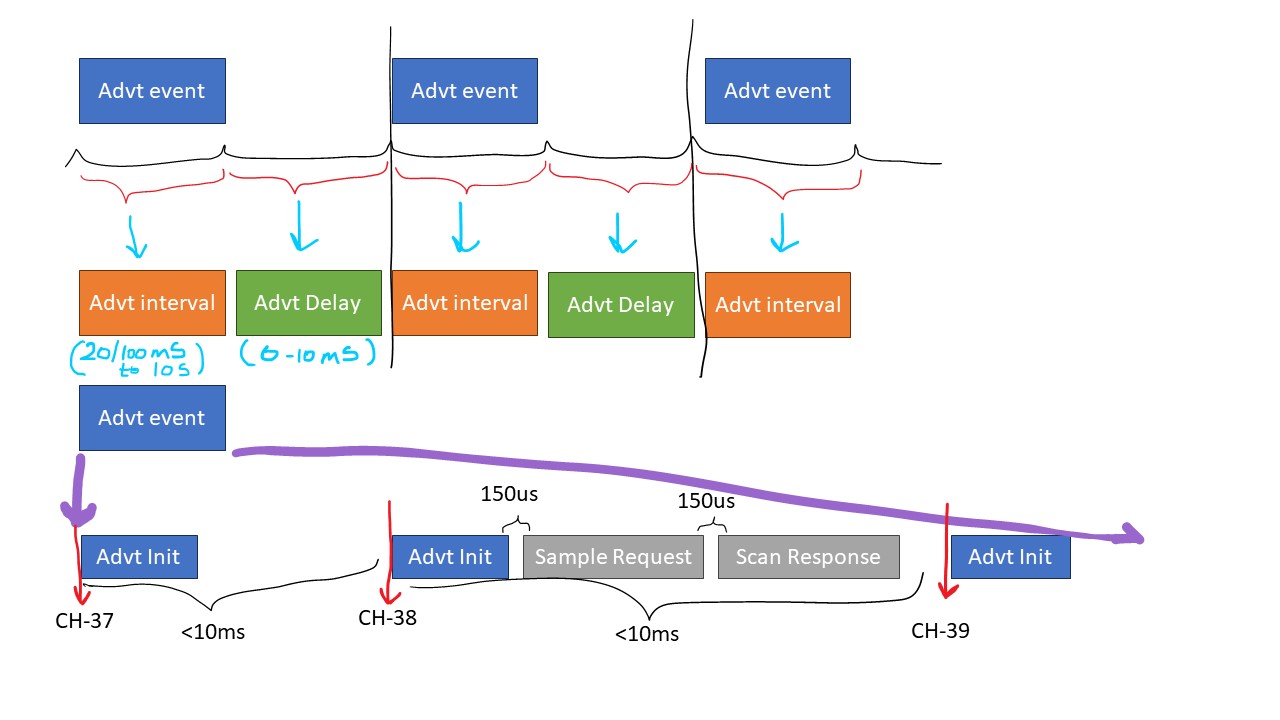 Advt event
Advt event
Advt event
Advt interval
Advt Delay
Advt interval
Advt Delay
Advt interval
(20/100ms
to 10s)
(6-10ms)
Advt event
150us
150us
Advt Init
Advt Init
Sample Request
Scan Response
Advt Init
CH-37
<10ms
CH-38
<10ms
CH-39